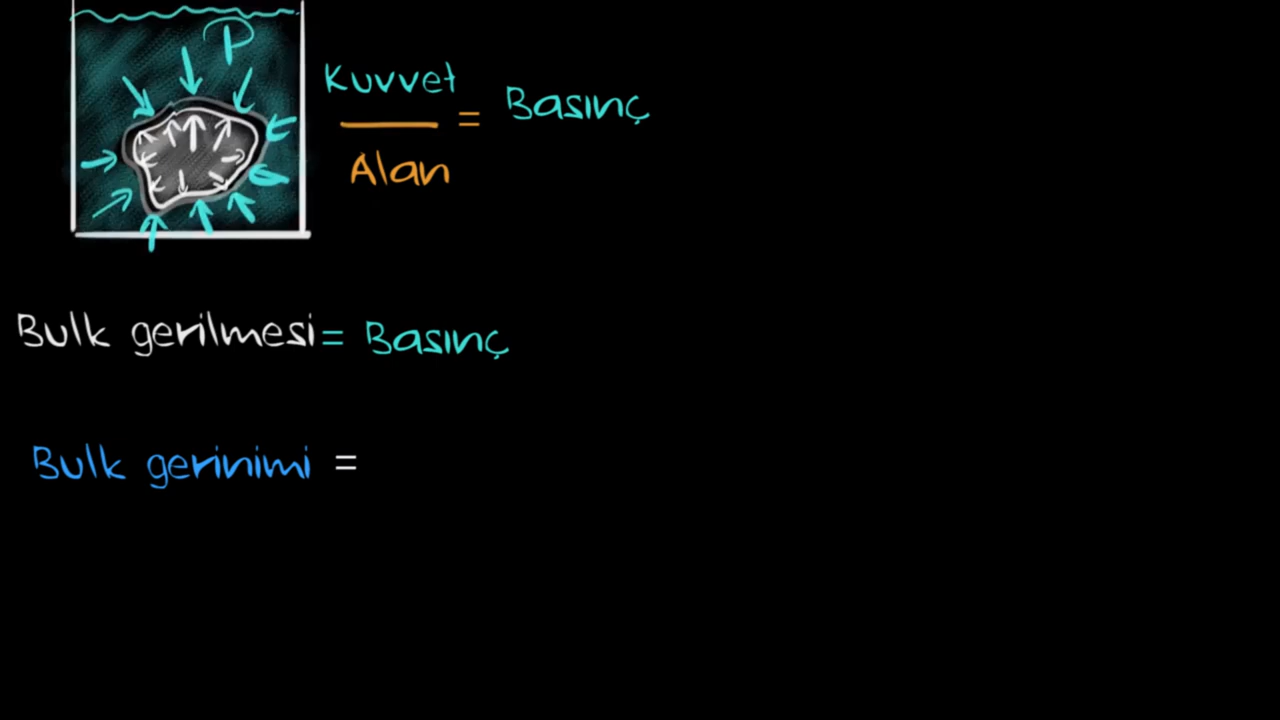 P
Kuvvet
= Basınç
Alan
Bulk gerilmesi = Basınç
Bulk gerinimi =